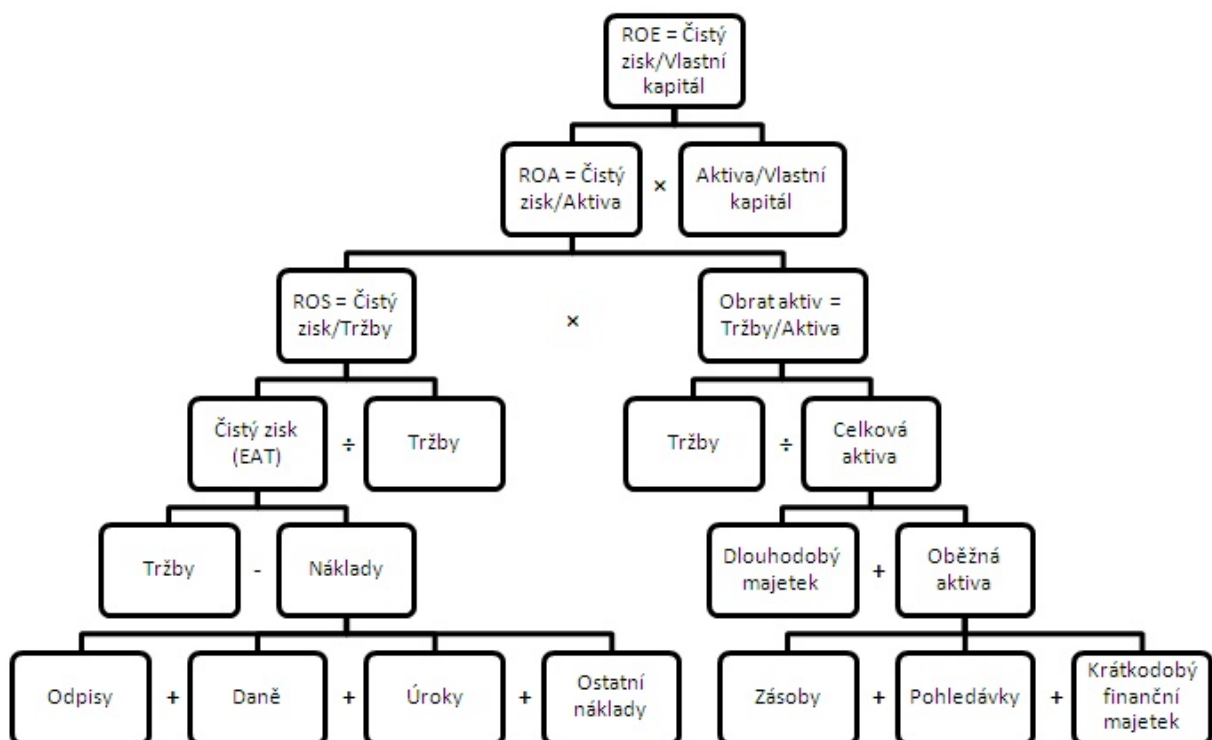 ROE = Čistý
zisk/Vlastní
kapitál
ROA = Čistý
zisk/Aktiva
×
Aktiva/Vlastní
kapitál
ROS = Čistý
zisk/Tržby
×
Obrat aktiv =
Tržby/Aktiva
Čistý zisk
(EAT)
÷
Tržby
Tržby
÷
Celková
aktiva
Tržby
-
Náklady
Dlouhodobý
majetek
+
Oběžná
aktiva
Odpisy
+
Daně
+
Úroky
+
Ostatní
náklady
Zásoby
+
Pohledávky
+
Krátkodobý
finanční
majetek